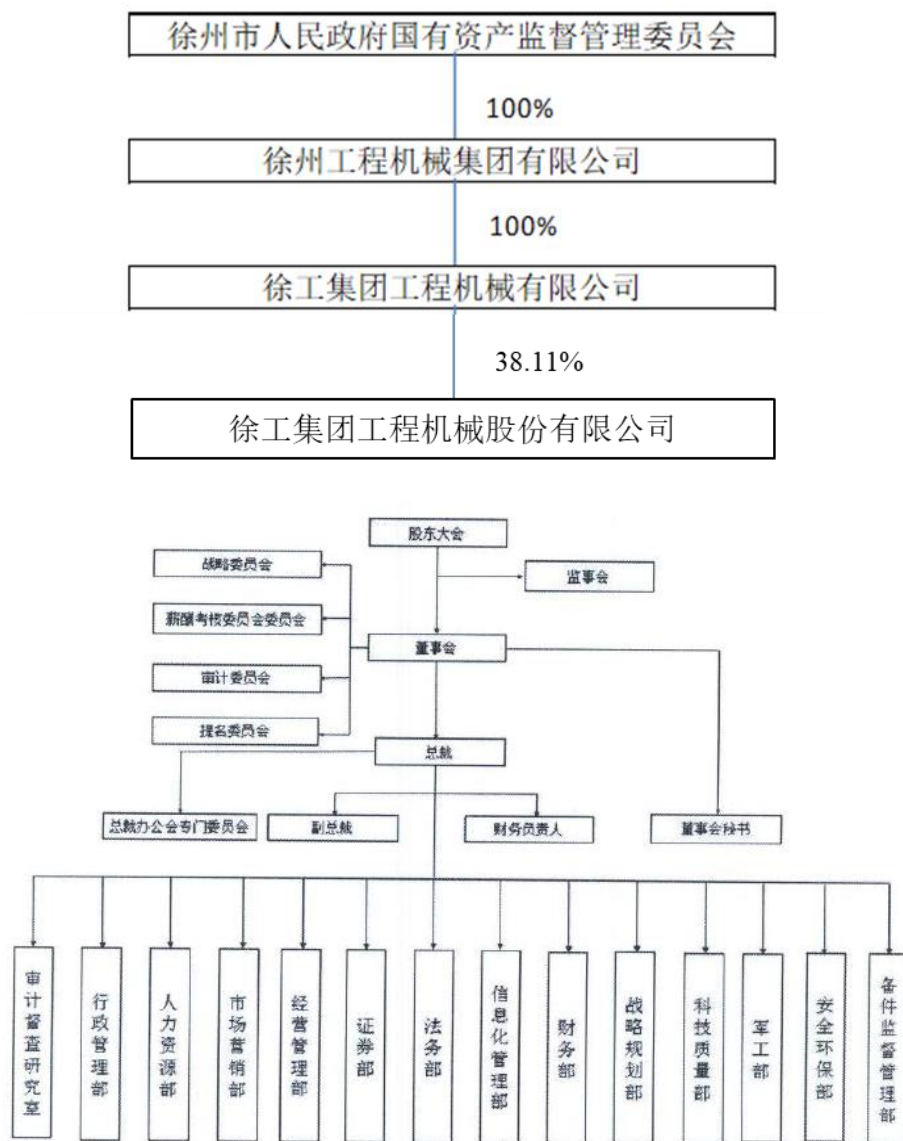 徐州市人民政府国有资产监督管理委员会
100%
徐州工程机械集团有限公司
100%
徐工集团工程机械有限公司
38.11%
徐工集团工程机械股份有限公司
股东大会
战略委员会
监事会
薪酬考核委员会委员会
董事会
审计委员会
提名委员会
总裁
总裁办公会专门委员会
副总裁
财务负责人
董事会秘书
审计督查研究室
行政管理部
人力资源部
市场营销部
经营管理部
证券部
法务部
信息化管理部
财务部
战略规划部
科技质量部
军工部
安全环保部
备件监督管理部